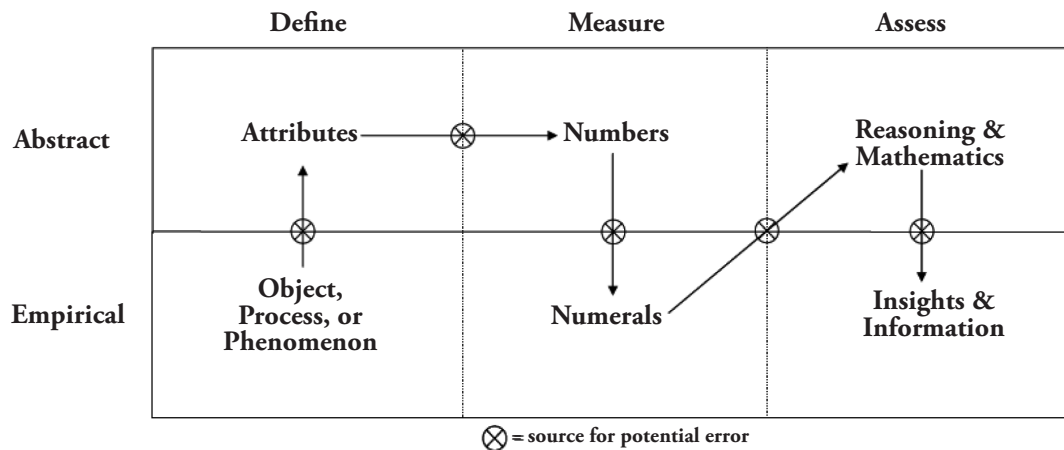 Define Measure Assess
Abstract
Attributes
Numbers
Reasoning &
Mathematics
Empirical
Object,
Process, or
Phenomenon
Numerals
Insights &
Information
= source for potential error